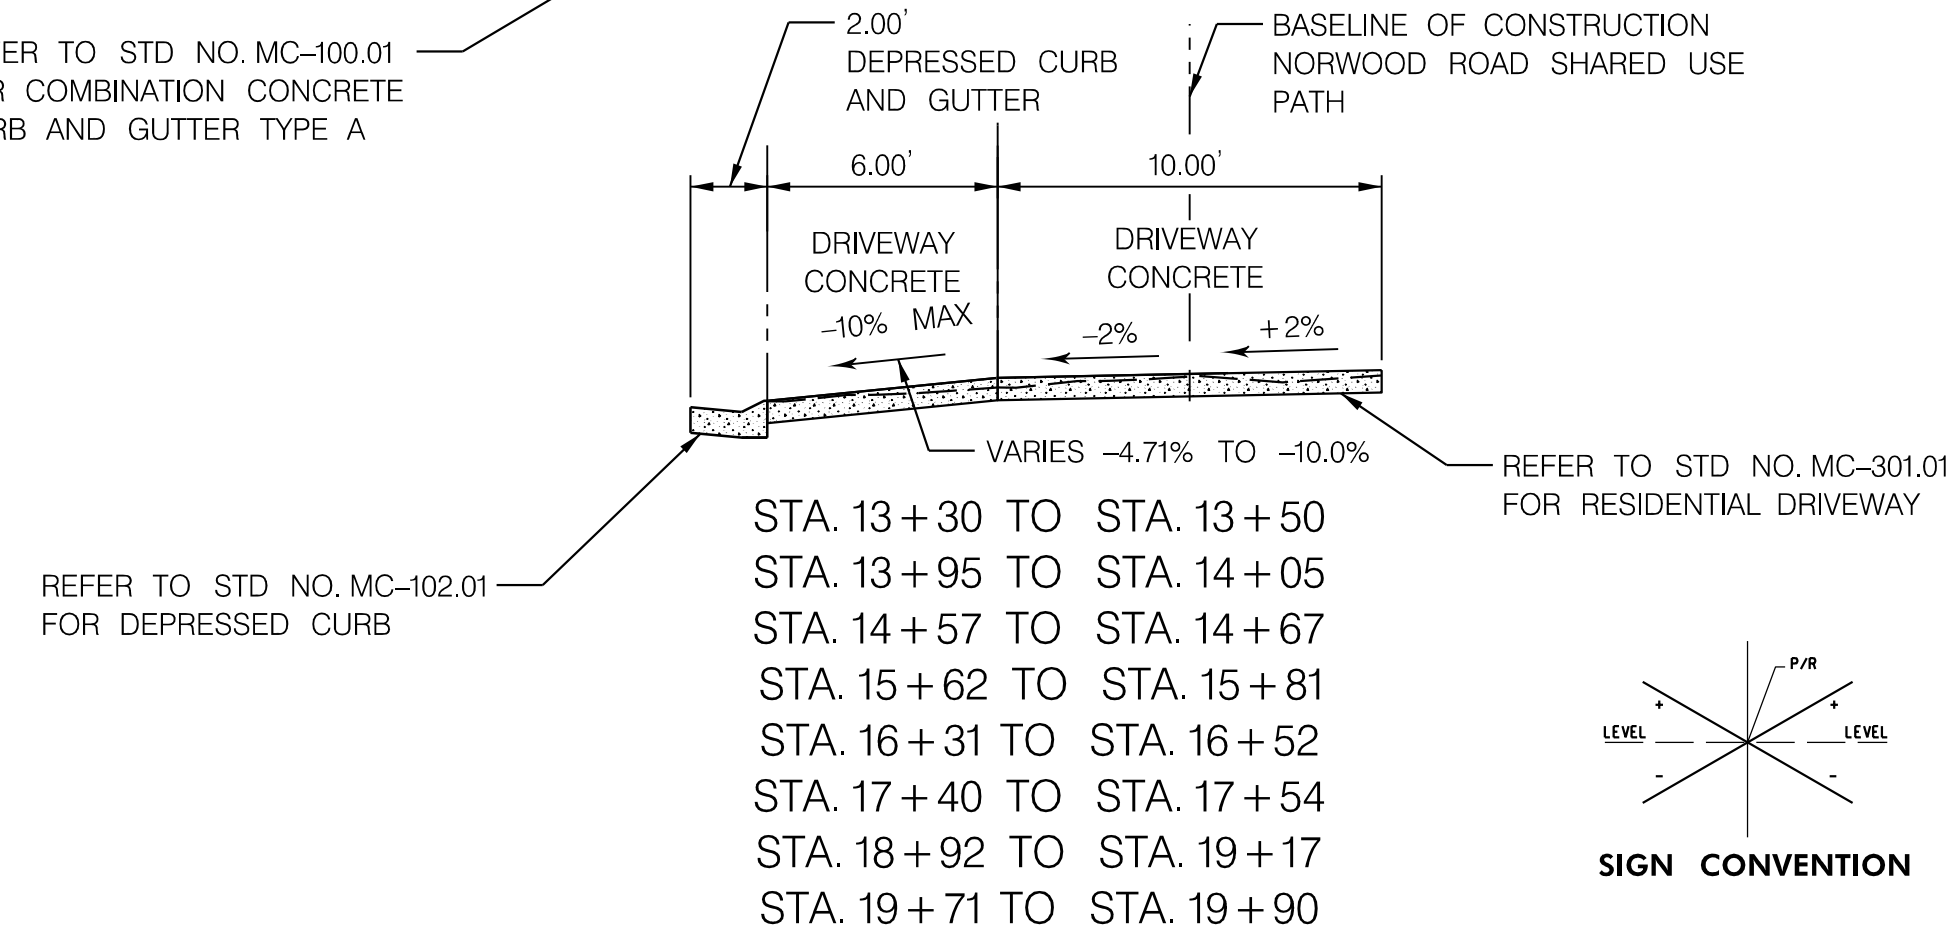 TO STD NO. MC–100.01
COMBINATION CONCRETE
AND GUTTER TYPE A
2.00'
DEPRESSED CURB
AND GUTTER
BASELINE OF CONSTRUCTION
NORWOOD ROAD SHARED USE
PATH
6.00'
10.00'
DRIVEWAY
CONCRETE
–10% MAX
DRIVEWAY
CONCRETE
–2%
+2%
VARIES –4.71% TO –10.0%
REFER TO STD NO. MC–301.01
FOR RESIDENTIAL DRIVEWAY
REFER TO STD NO. MC–102.01
FOR DEPRESSED CURB
STA. 13+30 TO STA. 13+50
STA. 13+95 TO STA. 14+05
STA. 14+57 TO STA. 14+67
STA. 15+62 TO STA. 15+81
STA. 16+31 TO STA. 16+52
STA. 17+40 TO STA. 17+54
STA. 18+92 TO STA. 19+17
STA. 19+71 TO STA. 19+90
P/R
+ +
LEVEL LEVEL
- -
SIGN CONVENTION